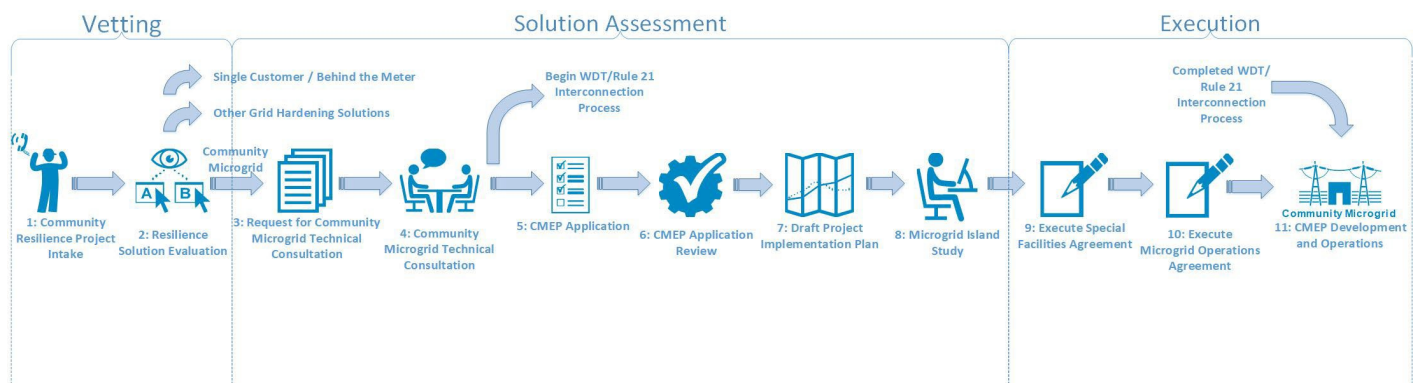 Vetting
Solution Assessment
Execution
Single Customer / Behind the Meter
Other Grid Hardening Solutions
Community
Microgrid
Begin WDT/Rule 21
Interconnection
Process
Completed WDT/
Rule 21
Interconnection
Process
A
B
1: Community
Resilience Project
Intake
2: Resilience
Solution Evaluation
3: Request for Community
Microgrid Technical
Consultation
4: Community
Microgrid Technical
Consultation
5: CMEP Application
6: CMEP Application
Review
7: Draft Project
Implementation Plan
8: Microgrid Island
Study
9: Execute Special
Facilities Agreement
10: Execute
Microgrid Operations
Agreement
Community Microgrid
11: CMEP Development
and Operations